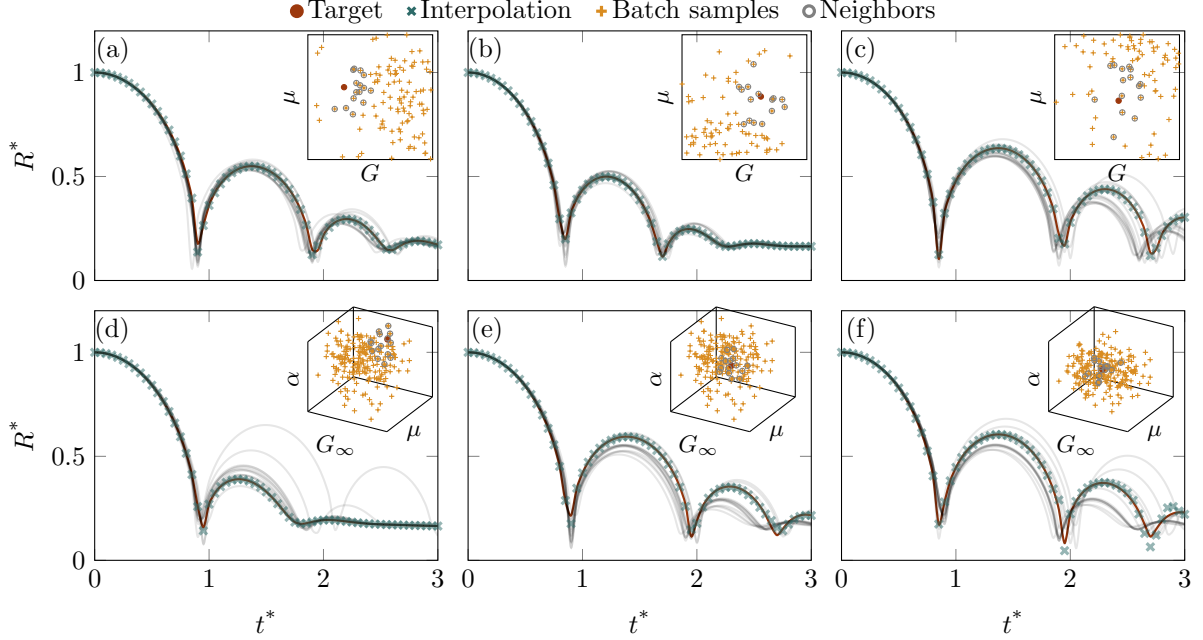 Target Interpolation Batch samples Neighbors
(a) (b) (c)
μ μ μ
G G G
R* 1 0.5 0
(d) (e) (f)
α α α
μ μ μ
G∞ G∞ G∞
R* 1 0.5 0
0 1 2 3 0 1 2 3 0 1 2 3
t* t* t*